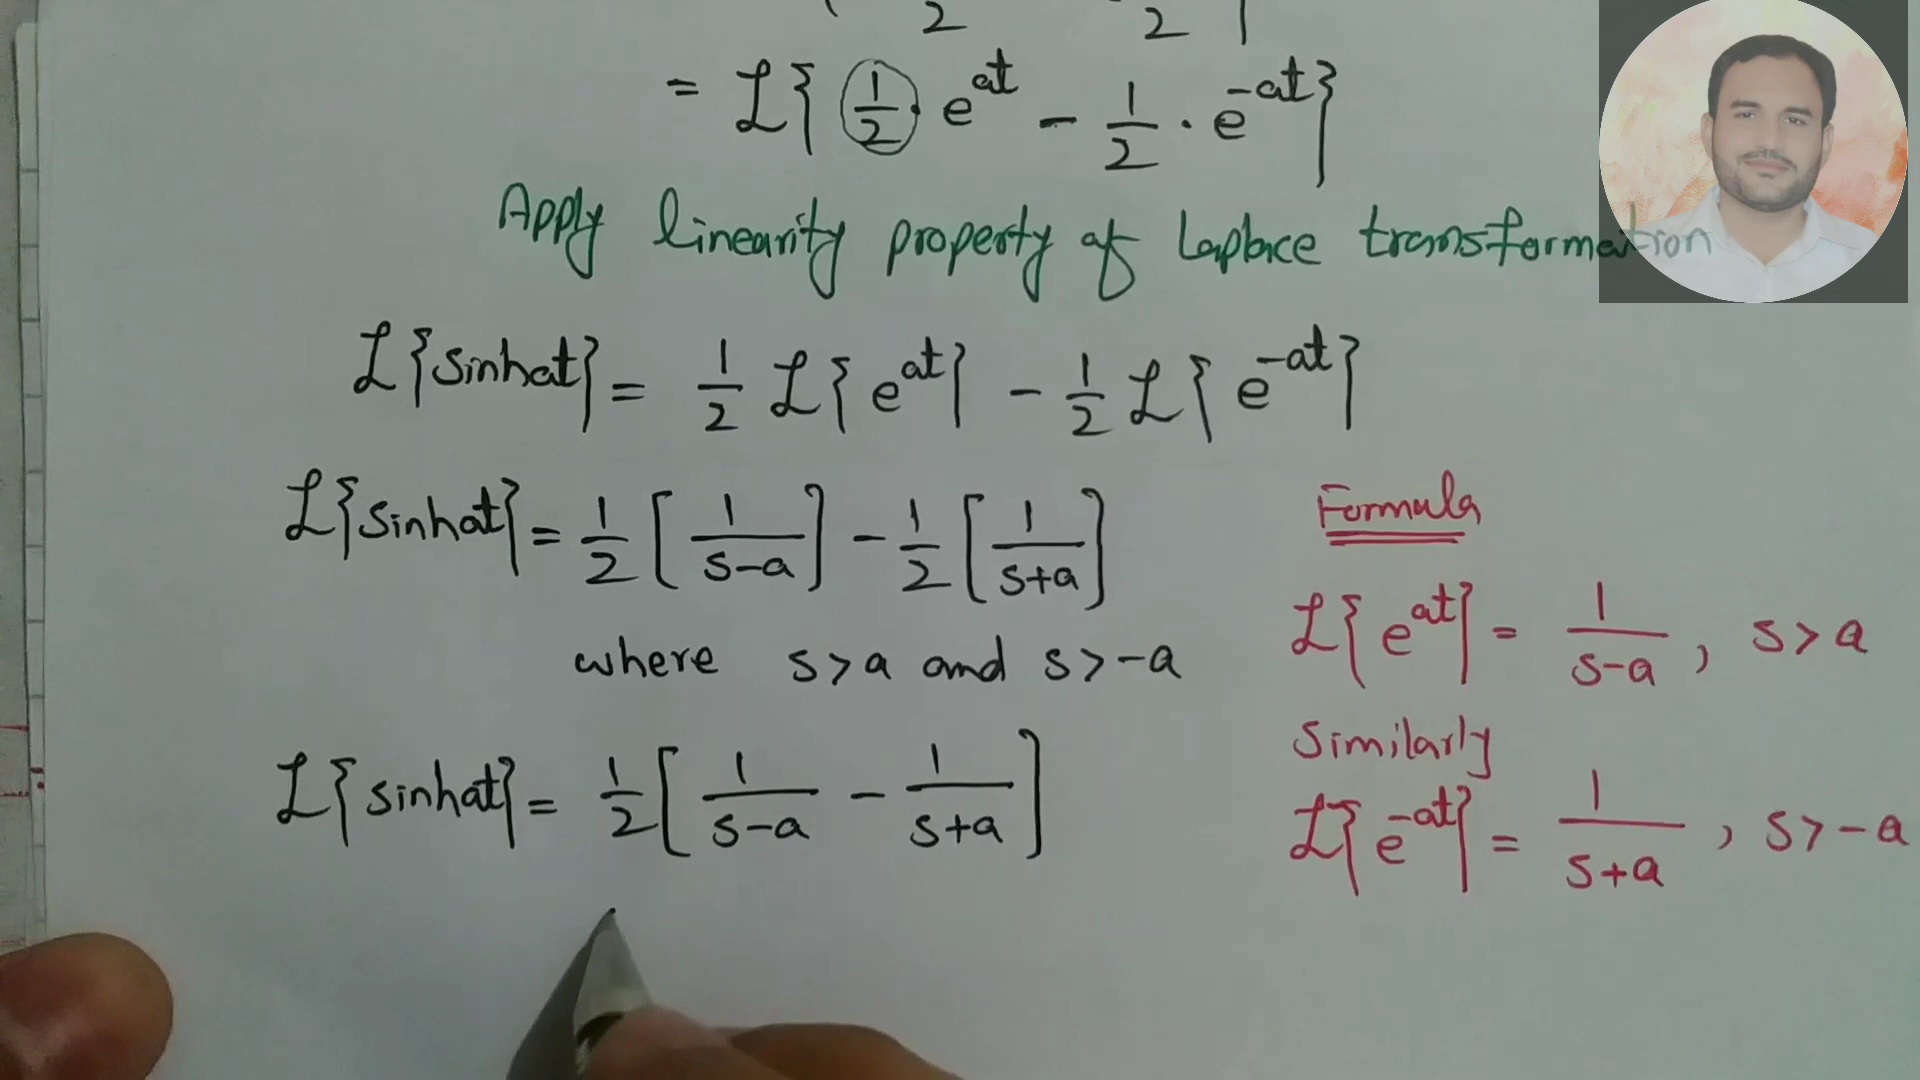 2 2
= ℒ{ 1/2 · e^at - 1/2 · e^-at }
Apply linearity property of Laplace transformation
ℒ{sinhat} = 1/2 ℒ{ e^at } - 1/2 ℒ{ e^-at }
ℒ{sinhat} = 1/2 [ 1/(s-a) ] - 1/2 [ 1/(s+a) ]
where s>a and s>-a
ℒ{sinhat} = 1/2 [ 1/(s-a) - 1/(s+a) ]
Formula
ℒ{ e^at } = 1/(s-a) , s>a
Similarly
ℒ{ e^-at } = 1/(s+a) , s>-a